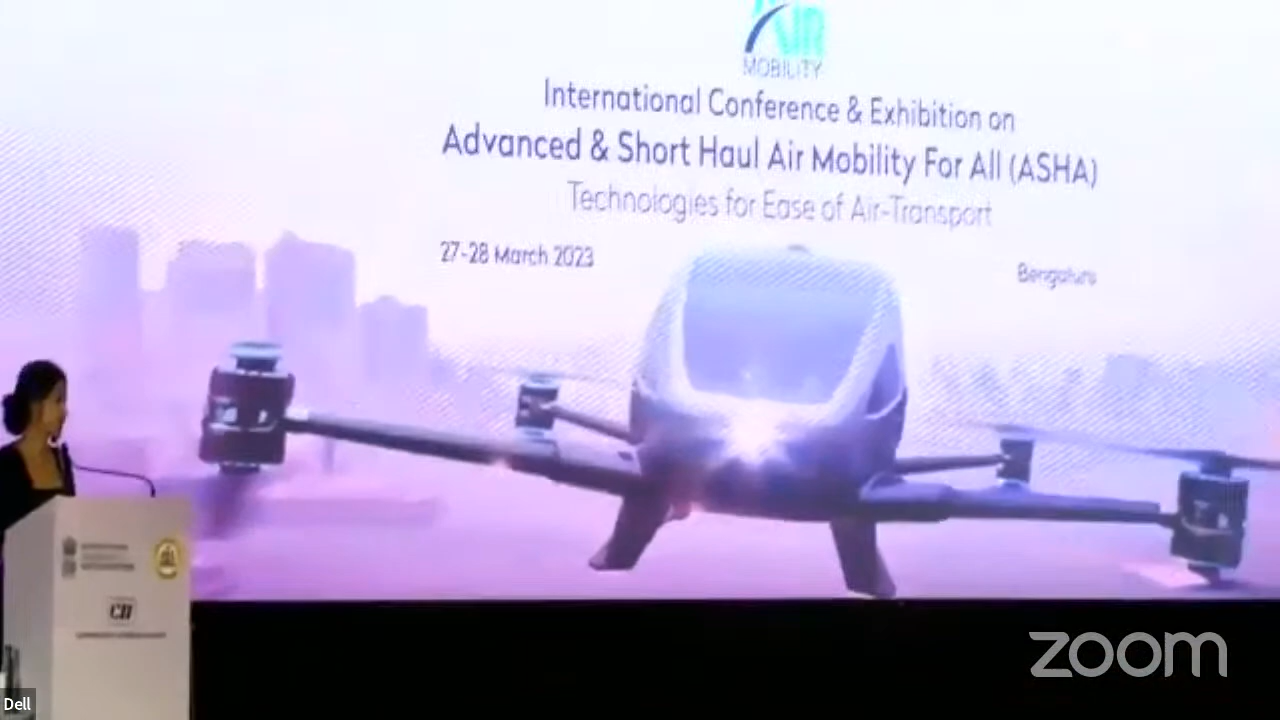 AIR
MOBILITY
International Conference & Exhibition on
Advanced & Short Haul Air Mobility For All (ASHA)
Technologies for Ease of Air-Transport
27-28 March 2023
Bengaluru
CII
zoom
Dell